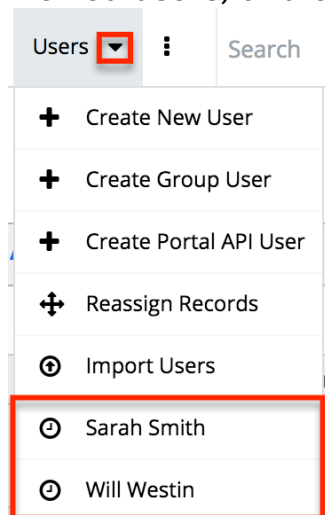 Users
Search
Create New User
Create Group User
Create Portal API User
Reassign Records
Import Users
Sarah Smith
Will Westin